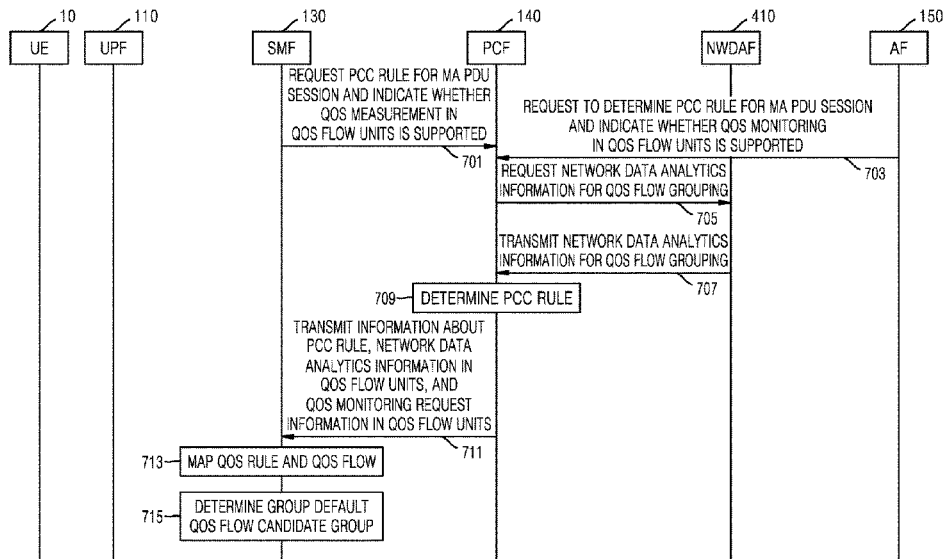 10
110
130
140
410
150
UE
UPF
SMF
PCF
NWDAF
AF
REQUEST PCC RULE FOR MA PDU
SESSION AND INDICATE WHETHER
QOS MEASUREMENT IN
QOS FLOW UNITS IS SUPPORTED
701
REQUEST TO DETERMINE PCC RULE FOR MA PDU SESSION
AND INDICATE WHETHER QOS MONITORING
IN QOS FLOW UNITS IS SUPPORTED
703
REQUEST NETWORK DATA ANALYTICS
INFORMATION FOR QOS FLOW GROUPING
705
TRANSMIT NETWORK DATA ANALYTICS
INFORMATION FOR QOS FLOW GROUPING
707
709
DETERMINE PCC RULE
TRANSMIT INFORMATION ABOUT
PCC RULE, NETWORK DATA
ANALYTICS INFORMATION IN
QOS FLOW UNITS, AND
QOS MONITORING REQUEST
INFORMATION IN QOS FLOW UNITS
711
713
MAP QOS RULE AND QOS FLOW
715
DETERMINE GROUP DEFAULT
QOS FLOW CANDIDATE GROUP